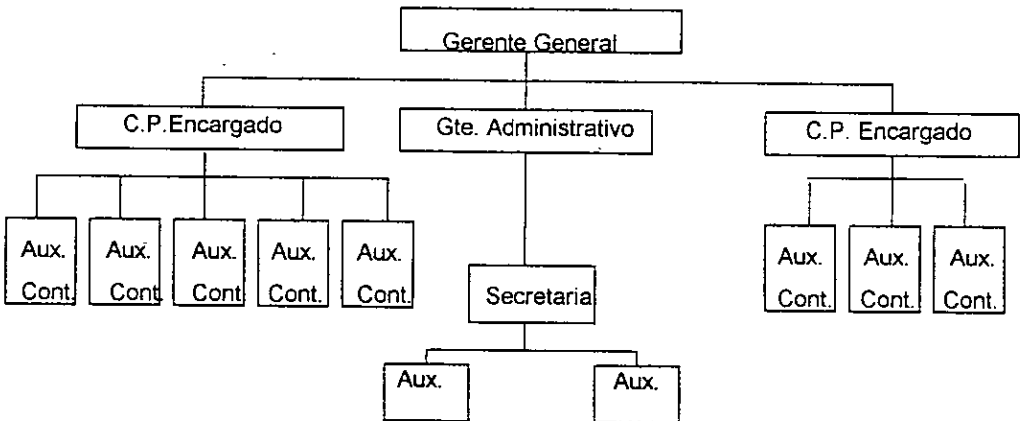 Gerente General
C.P.Encargado
Gte. Administrativo
C.P. Encargado
Aux.
Cont.
Aux.
Cont
Aux.
Cont
Aux.
Cont.
Aux.
Cont.
Secretaria
Aux.
Cont.
Aux.
Cont.
Aux.
Cont.
Aux.
Aux.